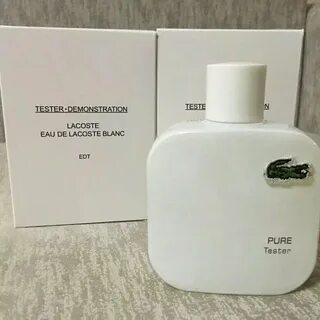 TESTER·DEMONSTRATION
LACOSTE
EAU DE LACOSTE BLANC
EDT
PURE
Tester